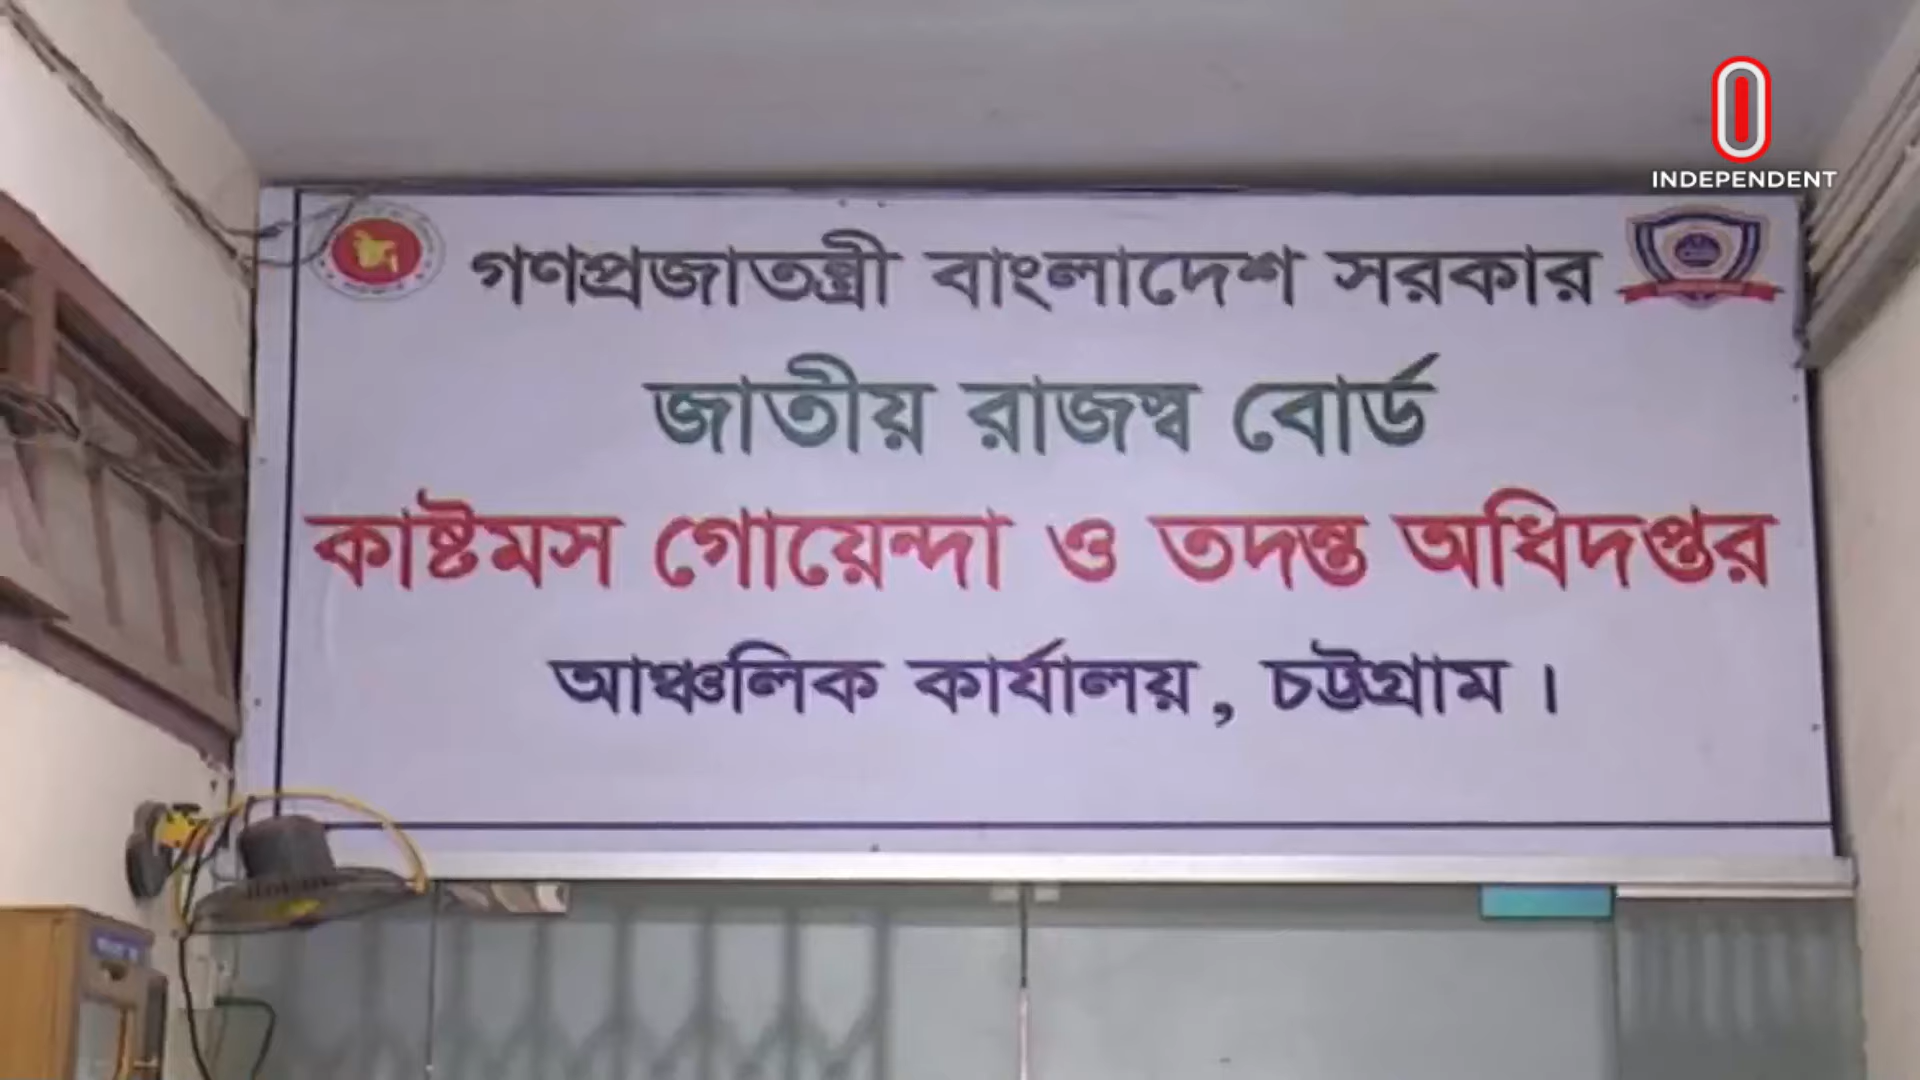 INDEPENDENT
গণপ্রজাতন্ত্রী বাংলাদেশ সরকার
জাতীয় রাজস্ব বোর্ড
কাষ্টমস গোয়েন্দা ও তদন্ত অধিদপ্তর
আঞ্চলিক কার্যালয়, চট্টগ্রাম।